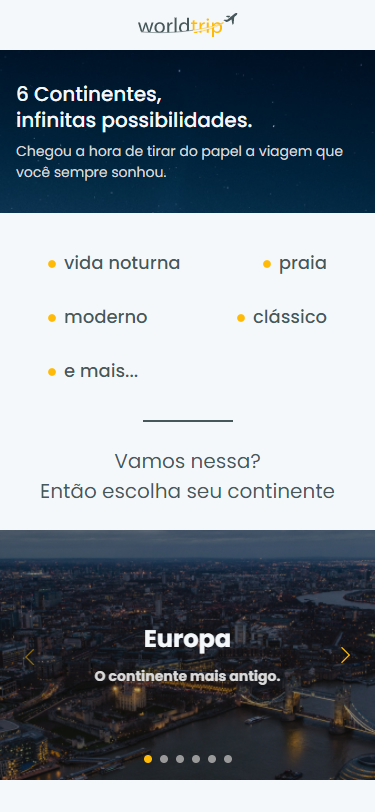 worldtrip
6 Continentes,
infinitas possibilidades.
Chegou a hora de tirar do papel a viagem que
você sempre sonhou.
vida noturna
praia
moderno
clássico
e mais...
Vamos nessa?
Então escolha seu continente
Europa
O continente mais antigo.